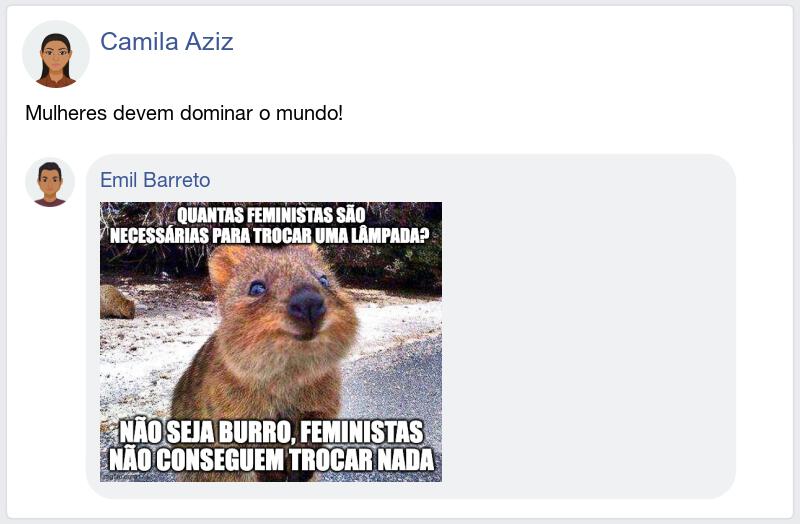 Camila Aziz
Mulheres devem dominar o mundo!
Emil Barreto
QUANTAS FEMINISTAS SÃO
NECESSÁRIAS PARA TROCAR UMA LÂMPADA?
NÃO SEJA BURRO, FEMINISTAS
NÃO CONSEGUEM TROCAR NADA